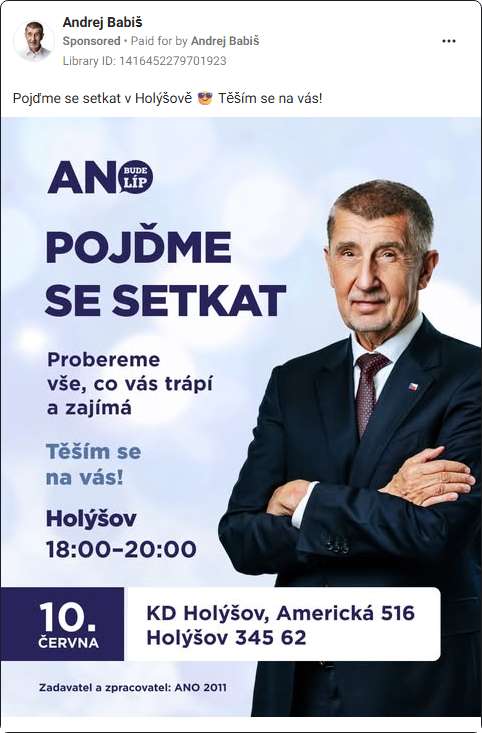 Andrej Babiš
Sponsored • Paid for by Andrej Babiš
Library ID: 1416452279701923
Pojďme se setkat v Holýšově 😎 Těším se na vás!
ANO
BUDE
LÍP
POJĎME
SE SETKAT
Probereme
vše, co vás trápí
a zajímá
Těším se
na vás!
Holýšov
18:00–20:00
10.
ČERVNA
KD Holýšov, Americká 516
Holýšov 345 62
Zadavatel a zpracovatel: ANO 2011